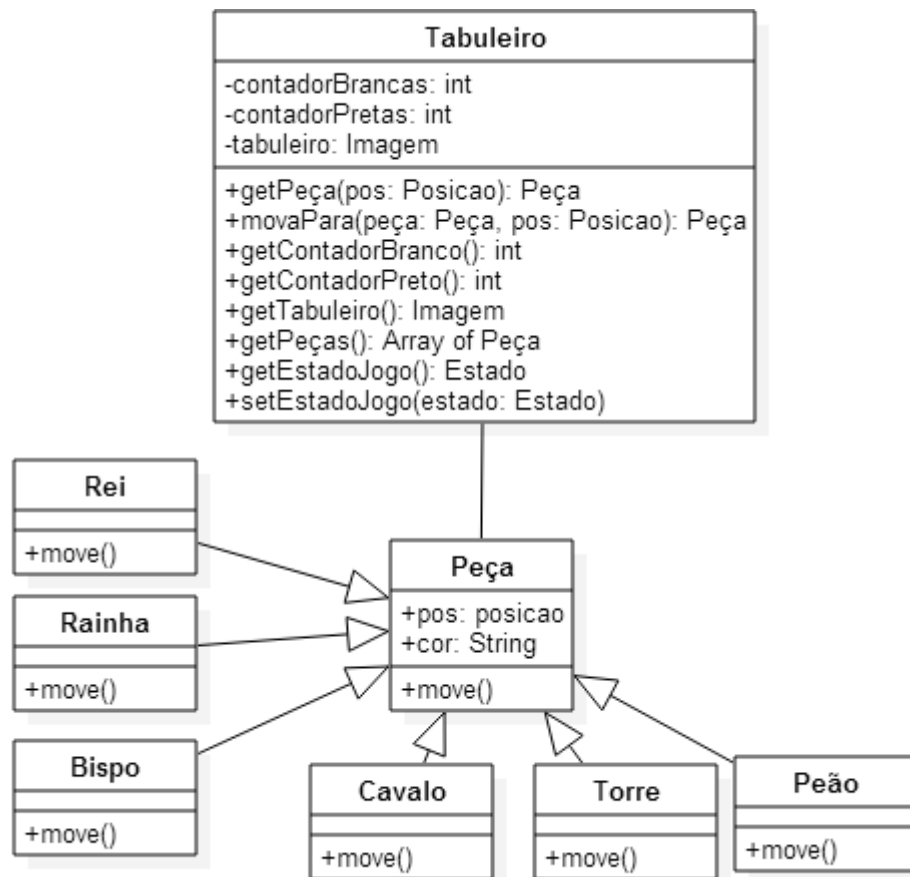 Tabuleiro
-contadorBrancas: int
-contadorPretas: int
-tabuleiro: Imagem
+getPeça(pos: Posicao): Peça
+movaPara(peça: Peça, pos: Posicao): Peça
+getContadorBranco(): int
+getContadorPreto(): int
+getTabuleiro(): Imagem
+getPeças(): Array of Peça
+getEstadoJogo(): Estado
+setEstadoJogo(estado: Estado)
Rei
+move()
Rainha
+move()
Bispo
+move()
Peça
+pos: posicao
+cor: String
+move()
Cavalo
+move()
Torre
+move()
Peão
+move()